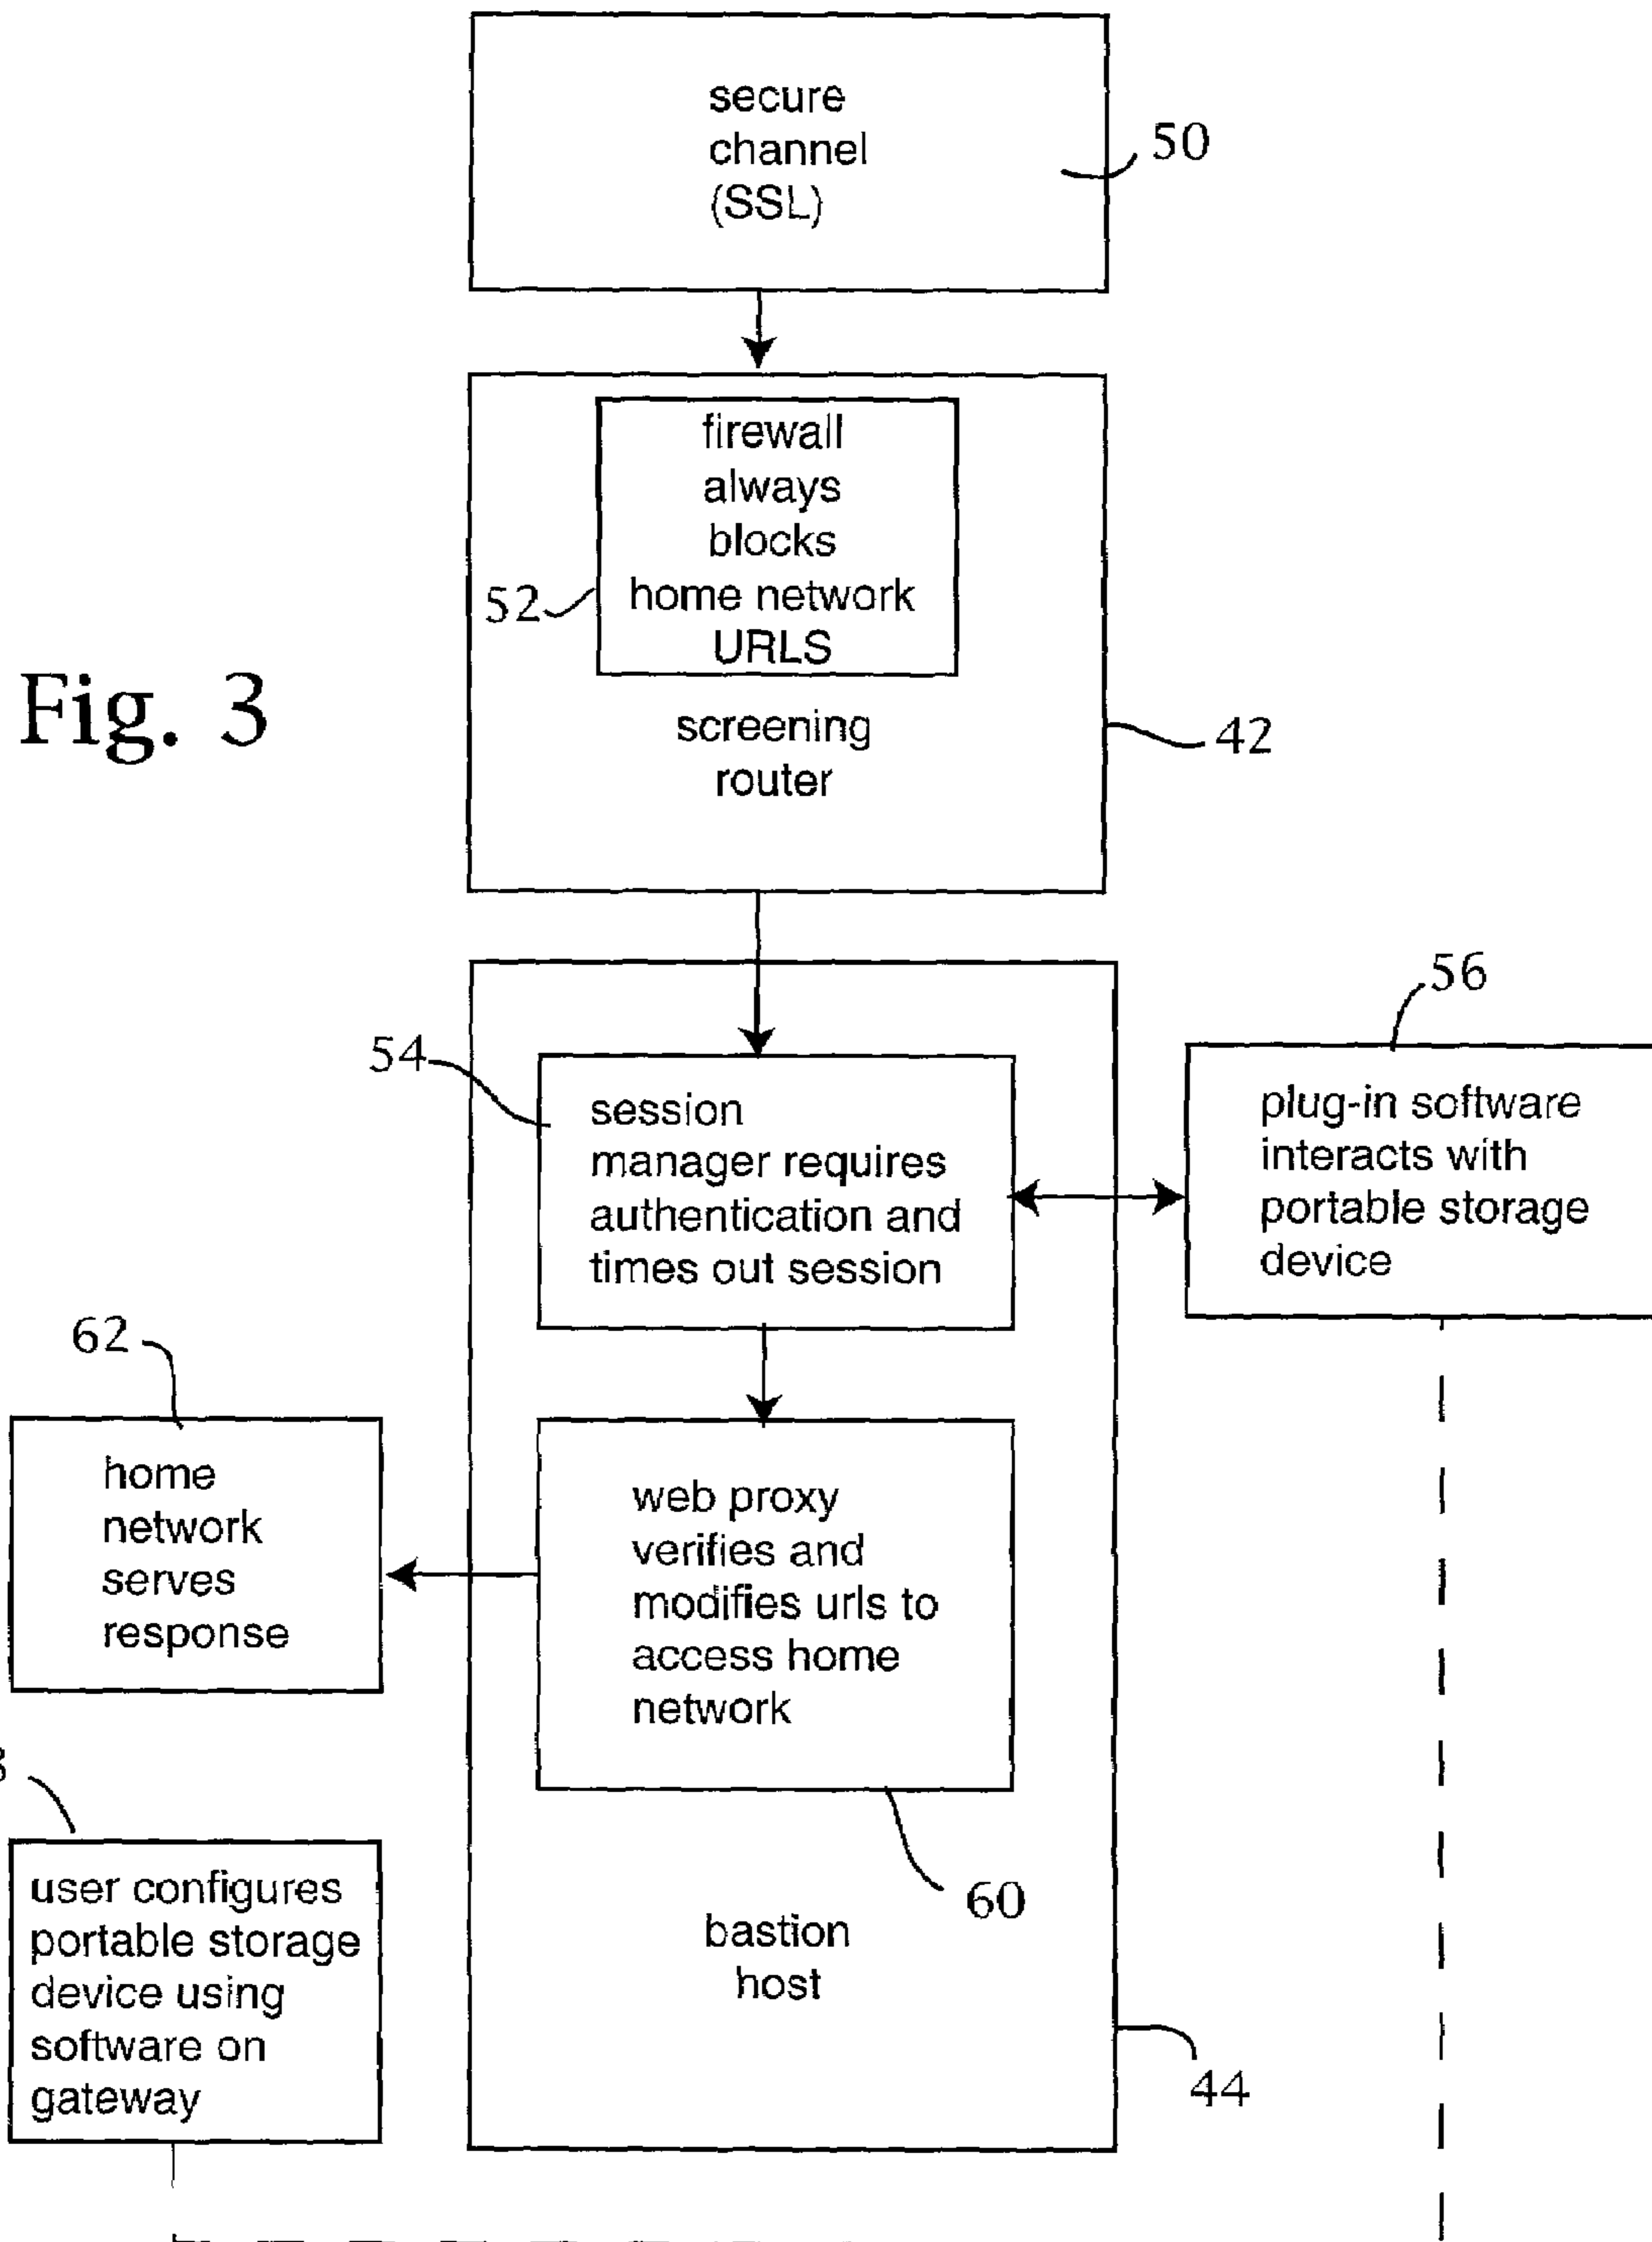 secure
channel
(SSL)
50
firewall
always
blocks
home network
URLS
52
screening
router
42
Fig. 3
54
session
manager requires
authentication and
times out session
56
plug-in software
interacts with
portable storage
device
62
home
network
serves
response
web proxy
verifies and
modifies urls to
access home
network
60
user configures
portable storage
device using
software on
gateway
bastion
host
44